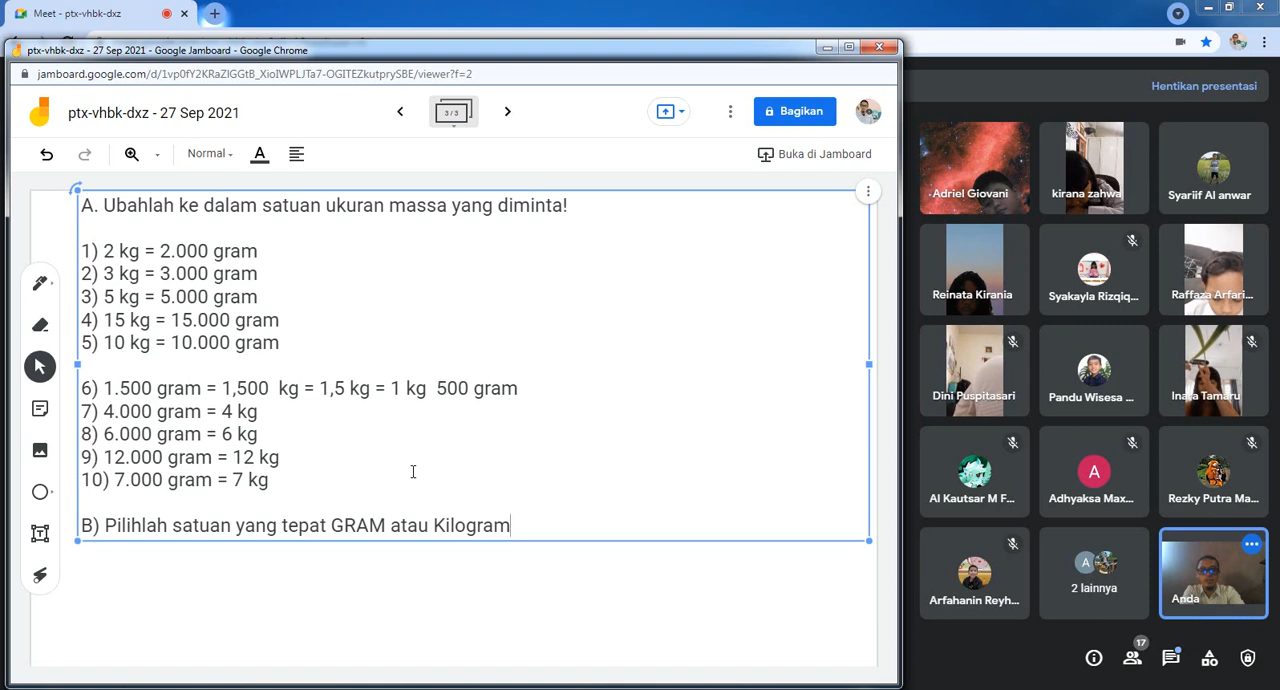 Meet - ptx-vhbk-dxz
ptx-vhbk-dxz - 27 Sep 2021 - Google Jamboard - Google Chrome
jamboard.google.com/d/1vp0fY2KRaZIGGtB_XioIWPLJTa7-OGITEZkutprySBE/viewer?f=2
Hentikan presentasi
ptx-vhbk-dxz - 27 Sep 2021
3 / 3
Bagikan
Normal
A
Buka di Jamboard
A. Ubahlah ke dalam satuan ukuran massa yang diminta!
1) 2 kg = 2.000 gram
2) 3 kg = 3.000 gram
3) 5 kg = 5.000 gram
4) 15 kg = 15.000 gram
5) 10 kg = 10.000 gram
6) 1.500 gram = 1,500  kg = 1,5 kg = 1 kg  500 gram
7) 4.000 gram = 4 kg
8) 6.000 gram = 6 kg
9) 12.000 gram = 12 kg
10) 7.000 gram = 7 kg
B) Pilihlah satuan yang tepat GRAM atau Kilogram
Adriel Giovani
kirana zahwa
Syariif Al anwar
Reinata Kirania
Syakayla Rizqiq...
Raffaza Arfari...
Dini Puspitasari
Pandu Wisesa ...
Inara Tamaru
Al Kautsar M F...
A
Adhyaksa Max...
Rezky Putra Ma...
Arfahanin Reyh...
A
2 lainnya
Anda
17